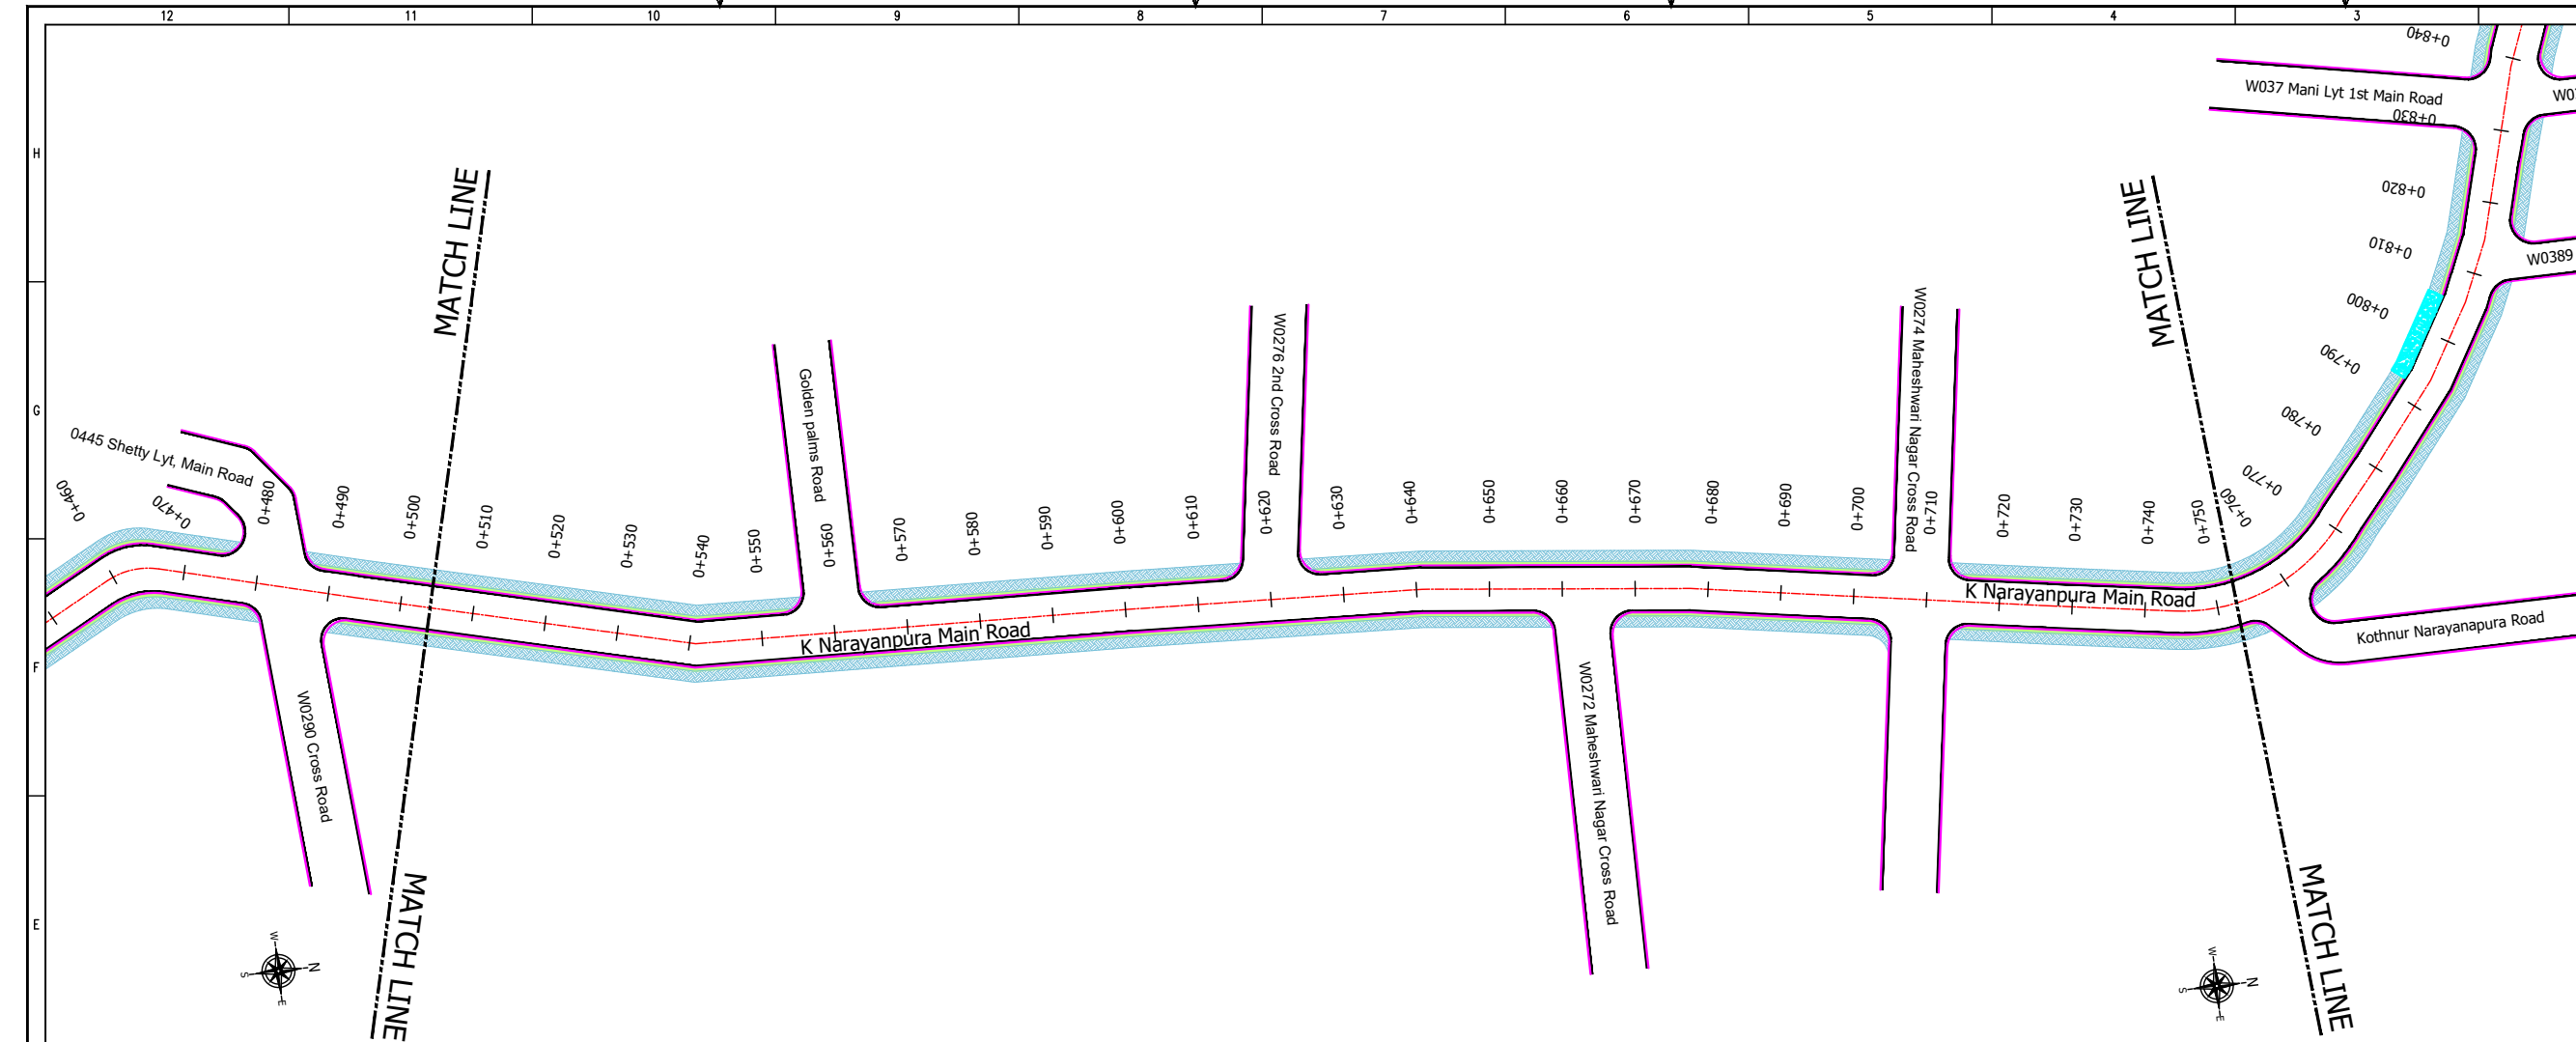 12 11 10 9 8 7 6 5 4 3
H
G
F
E
0+840
W037 Mani Lyt 1st Main Road
0+830
0+820
0+810
W0389
0+800
0+790
0+780
0+770
0+760
0+750
0+740
0+730
0+720
0+710
0+700
0+690
0+680
0+670
0+660
0+650
0+640
0+630
0+620
0+610
0+600
0+590
0+580
0+570
0+560
0+550
0+540
0+530
0+520
0+510
0+500
0+490
0+480
0+470
0+460
MATCH LINE
MATCH LINE
0445 Shetty Lyt, Main Road
Golden palms Road
W0276 2nd Cross Road
W0274 Maheshwari Nagar Cross Road
K Narayanpura Main Road
K Narayanpura Main Road
Kothnur Narayanapura Road
W0290 Cross Road
W0272 Maheshwari Nagar Cross Road
MATCH LINE
MATCH LINE
W
S N
E
W
S N
E